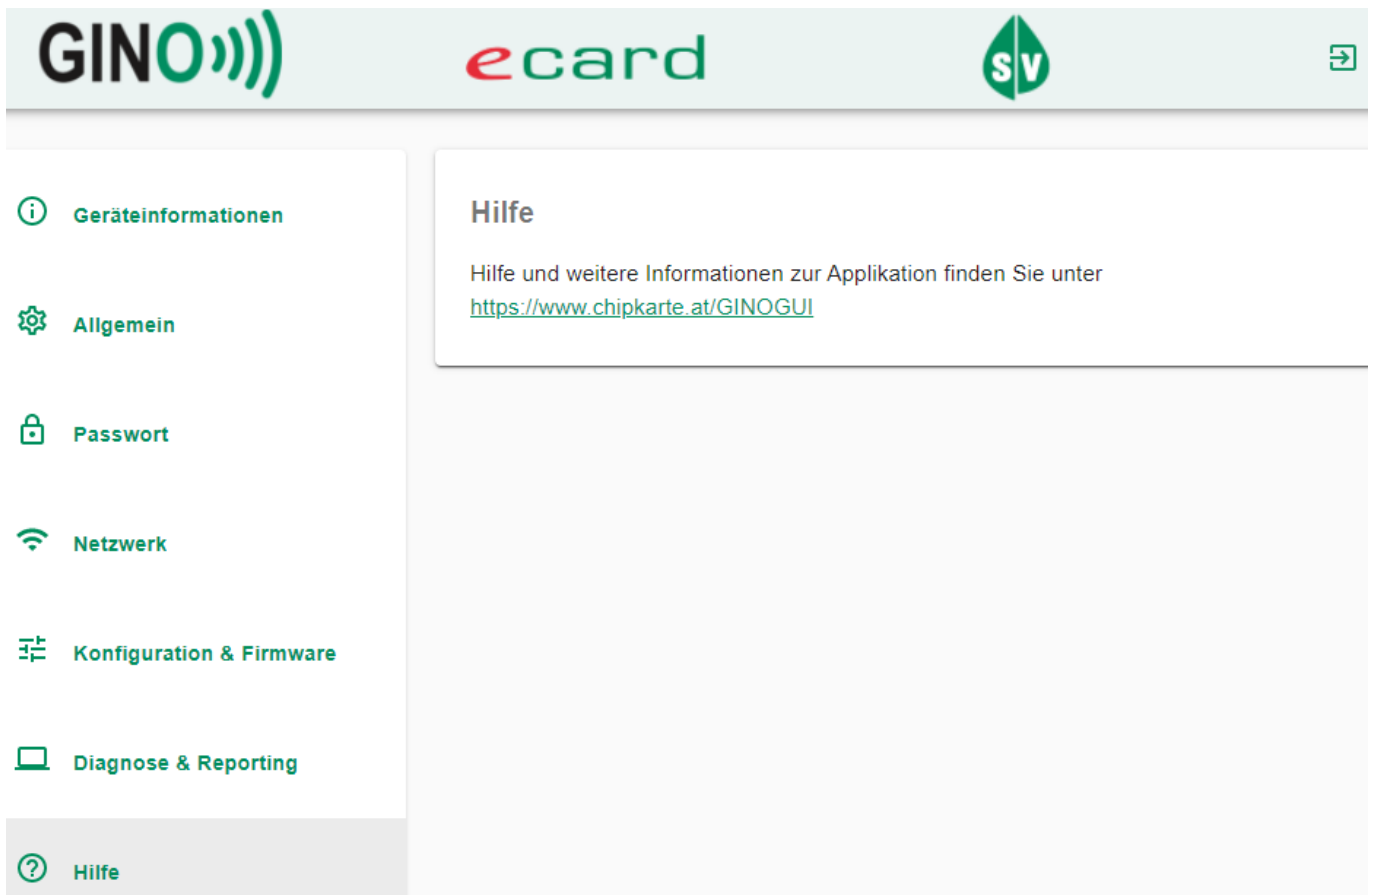 GINO
ecard
SV
Geräteinformationen
Allgemein
Passwort
Netzwerk
Konfiguration & Firmware
Diagnose & Reporting
Hilfe
Hilfe
Hilfe und weitere Informationen zur Applikation finden Sie unter
https://www.chipkarte.at/GINOGUI